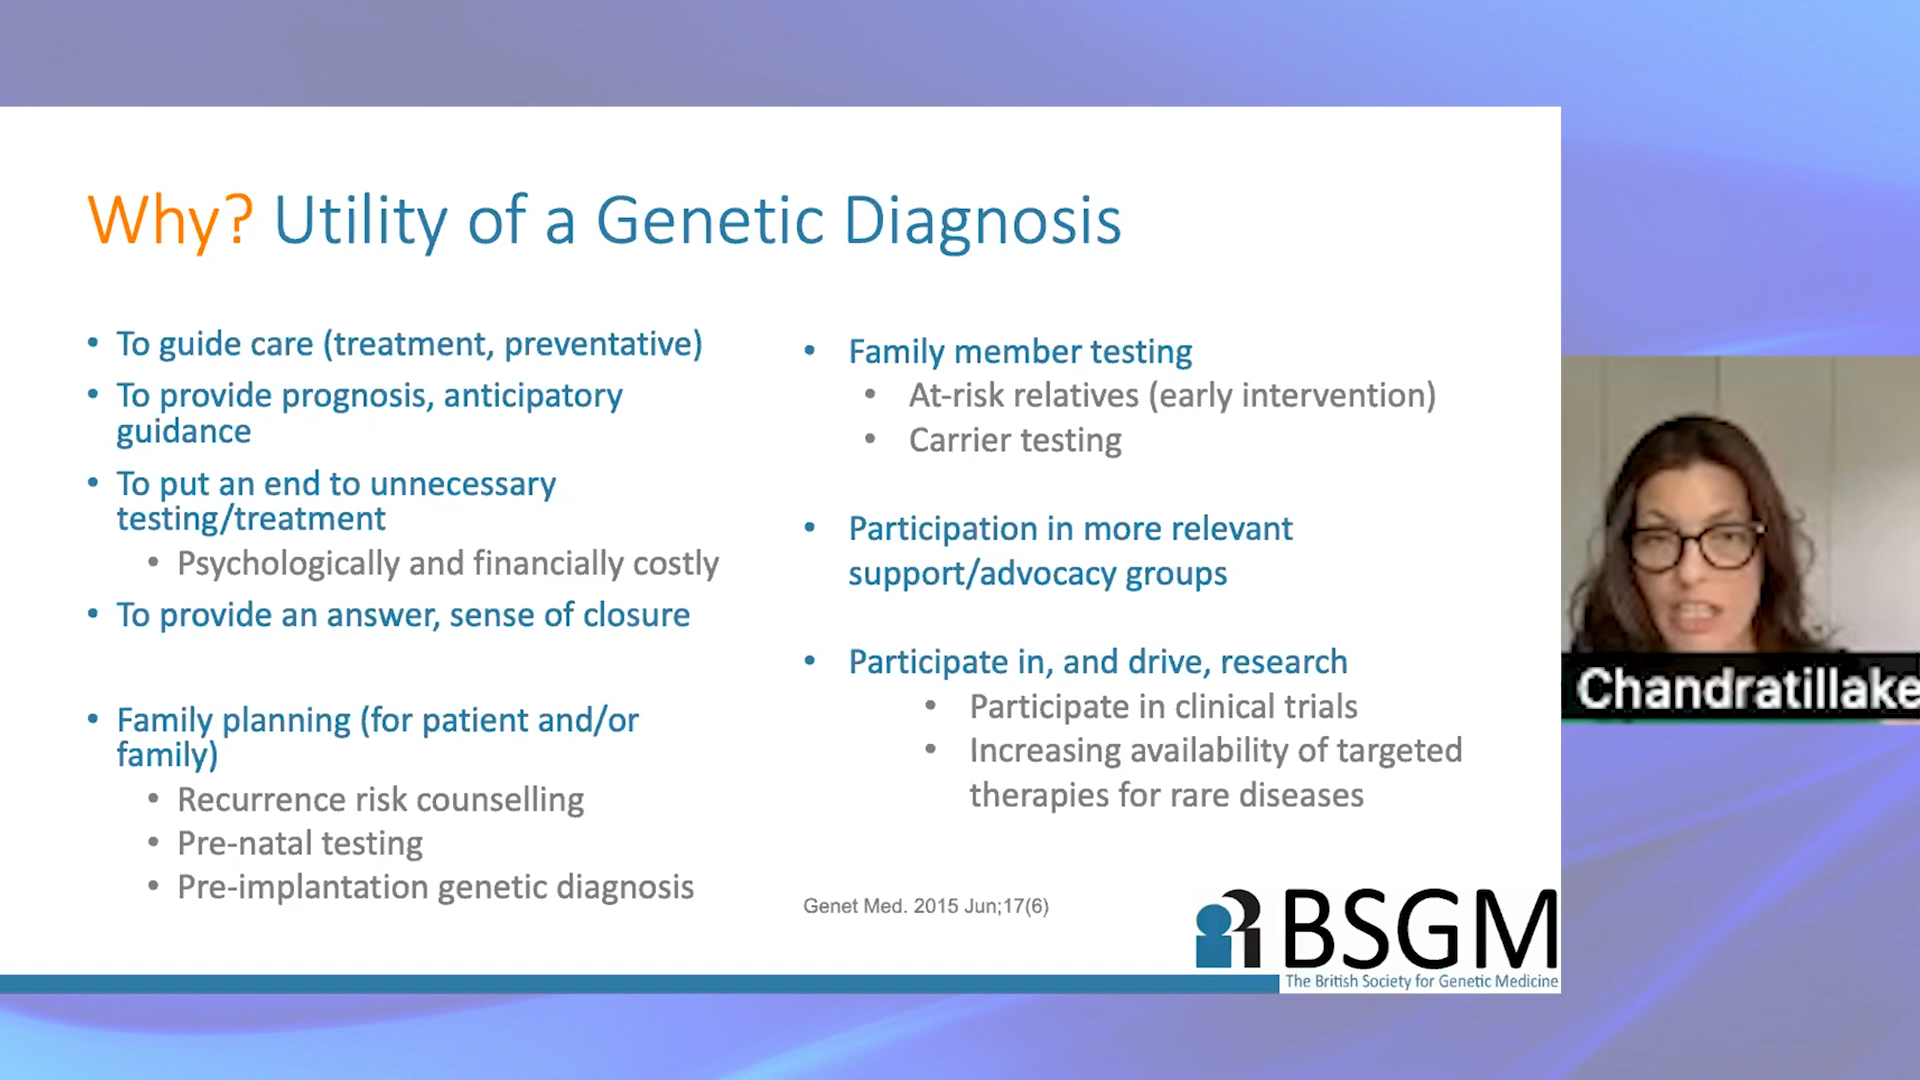 Why? Utility of a Genetic Diagnosis
• To guide care (treatment, preventative)
• To provide prognosis, anticipatory
guidance
• To put an end to unnecessary
testing/treatment
• Psychologically and financially costly
• To provide an answer, sense of closure
• Family planning (for patient and/or
family)
• Recurrence risk counselling
• Pre-natal testing
• Pre-implantation genetic diagnosis
• Family member testing
• At-risk relatives (early intervention)
• Carrier testing
• Participation in more relevant
support/advocacy groups
• Participate in, and drive, research
• Participate in clinical trials
• Increasing availability of targeted
therapies for rare diseases
Genet Med. 2015 Jun;17(6)
BSGM
The British Society for Genetic Medicine
Chandratillake